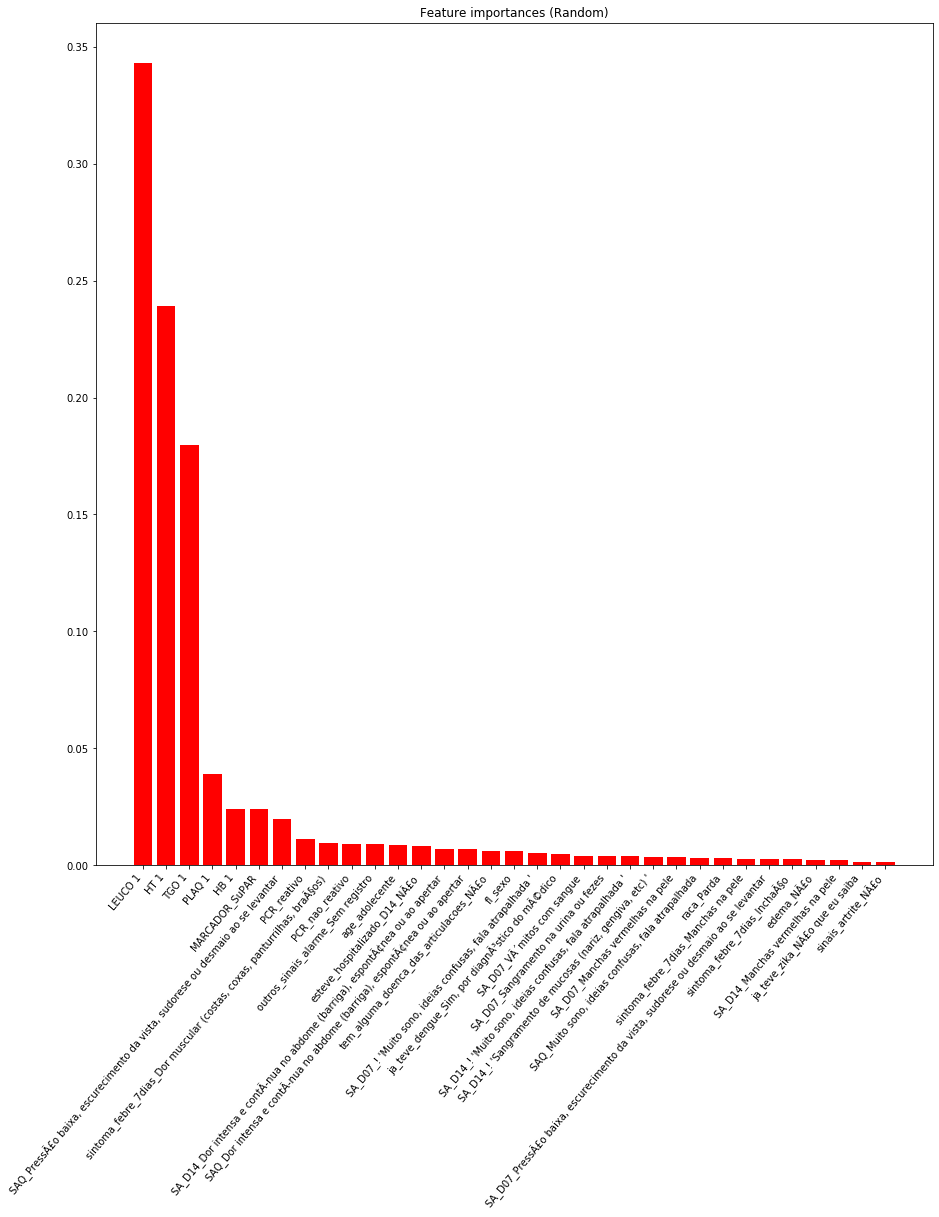 Feature importances (Random)
0.35
0.30
0.25
0.20
0.15
0.10
0.05
0.00
LEUCO 1
HT 1
TGO 1
PLAQ 1
HB 1
MARCADOR_SuPAR
SAQ_PressÃ£o baixa, escurecimento da vista, sudorese ou desmaio ao se levantar
PCR_reativo
sintoma_febre_7dias_Dor muscular (costas, coxas, panturrilhas, braÃ§os)
PCR_nao_reativo
outros_sinais_alarme_Sem registro
age_adolecente
esteve_hospitalizado_D14_NÃ£o
SA_D14_Dor intensa e contÃ­nua no abdome (barriga), espontÃ¢nea ou ao apertar
SAQ_Dor intensa e contÃ­nua no abdome (barriga), espontÃ¢nea ou ao apertar
tem_alguma_doenca_das_articulacoes_NÃ£o
fl_sexo
SA_D07_! 'Muito sono, ideias confusas, fala atrapalhada '
ja_teve_dengue_Sim, por diagnÃ³stico do mÃ©dico
SA_D07_VÃ´mitos com sangue
SA_D07_Sangramento na urina ou fezes
SA_D14_! 'Muito sono, ideias confusas, fala atrapalhada '
SA_D14_! 'Sangramento de mucosas (nariz, gengiva, etc) '
SA_D07_Manchas vermelhas na pele
SAQ_Muito sono, ideias confusas, fala atrapalhada
raca_Parda
sintoma_febre_7dias_Manchas na pele
SA_D07_PressÃ£o baixa, escurecimento da vista, sudorese ou desmaio ao se levantar
sintoma_febre_7dias_InchaÃ§o
edema_NÃ£o
SA_D14_Manchas vermelhas na pele
ja_teve_zika_NÃ£o que eu saiba
sinais_artrite_NÃ£o